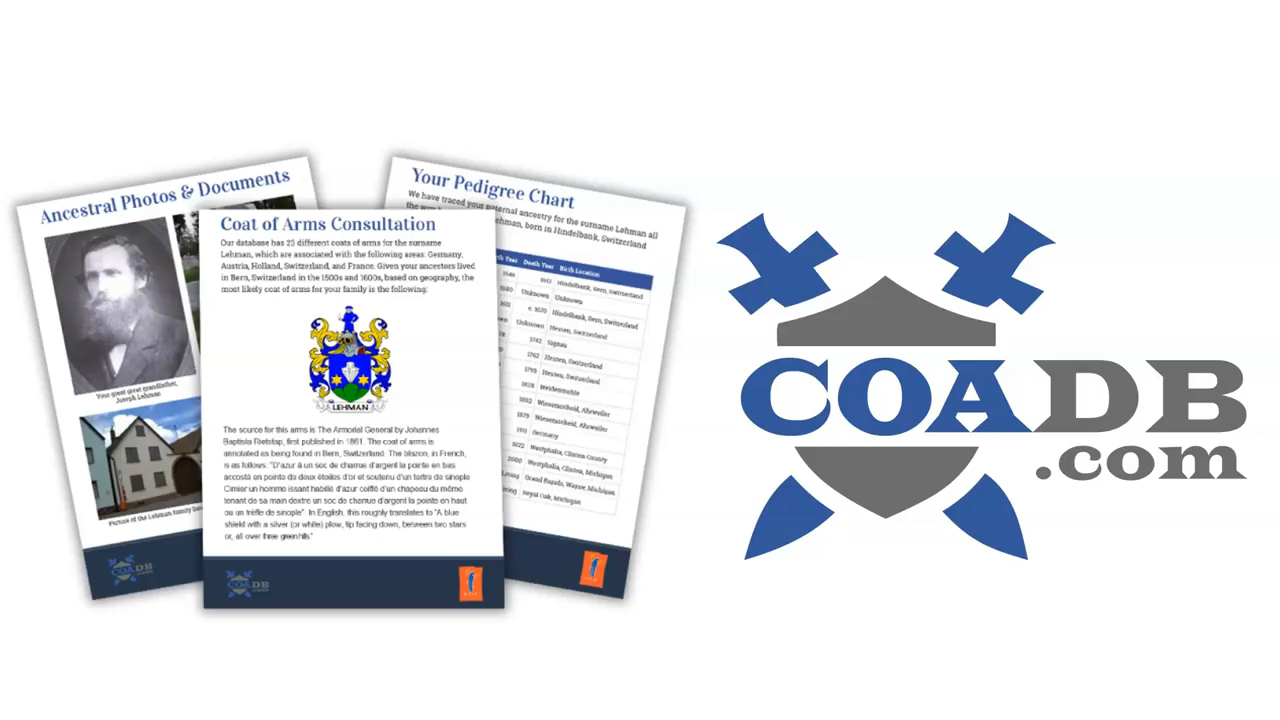 Ancestral Photos & Documents
Your great great grandfather,
Joseph Lehman
Picture of the Lehman family
Coat of Arms Consultation
Our database has 23 different coats of arms for the surname
Lehman, which are associated with the following areas: Germany,
Austria, Holland, Switzerland, and France. Given your ancesters lived
in Bern, Switzerland in the 1500s and 1600s, based on geography, the
most likely coat of arms for your family is the following:
LEHMAN
The source for this arms is The Armorial General by Johannes
Baptista Rietstap, first published in 1861. The coat of arms is
annotated as being found in Bern, Switzerland. The blazon, in French,
is as follows: "D'azur à un soc de charrue d'argent la pointe en bas
accosté en pointe de deux étoiles d'or et soutenu d'un tertre de sinople
Cimier un homme issant habillé d'azur coiffé d'un chapeau du même
tenant de sa main dextre un soc de charrue d'argent la pointe en haut
ou un trèfle de sinople". In English, this roughly translates to "A blue
shield with a silver (or white) plow, tip facing down, between two stars
or, all over three green hills."
COADB
Your Pedigree Chart
We have traced your paternal ancestry for the surname Lehman all
Lehman, born in Hindelbank, Switzerland
Death Year Birth Location
1612 Hindelbank, Bern, Switzerland
Unknown Unknown
c. 1670 Hindelbank, Bern, Switzerland
Unknown Heusen, Switzerland
1742 Signau
1762 Heusen, Switzerland
1795 Heusen, Switzerland
1828 Weidenmohle
1892 Wiesenscheid, Ahrweiler
1879 Wiesenscheid, Ahrweiler
1911 Germany
1922 Westphalia, Clinton County
2000 Westphalia, Clinton, Michigan
Grand Rapids, Wayne, Michigan
Royal Oak, Michigan
COADB
.com